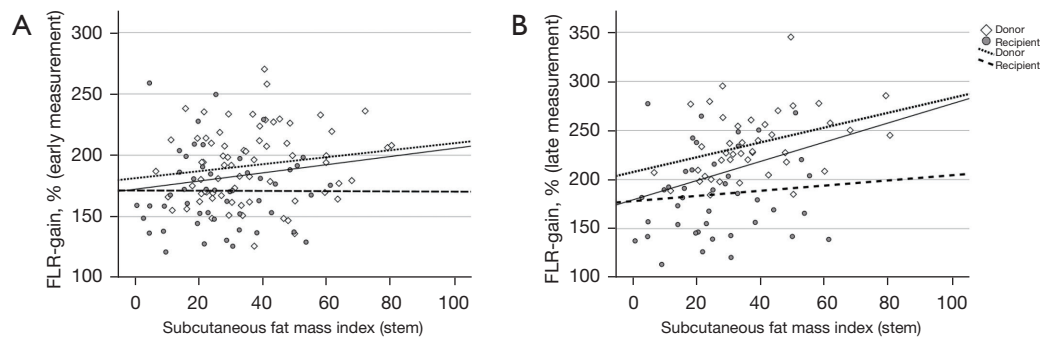 A
FLR-gain, % (early measurement)
300
250
200
150
100
0 20 40 60 80 100
Subcutaneous fat mass index (stem)
B
FLR-gain, % (late measurement)
350
300
250
200
150
100
0 20 40 60 80 100
Subcutaneous fat mass index (stem)
Donor
Recipient
Donor
Recipient